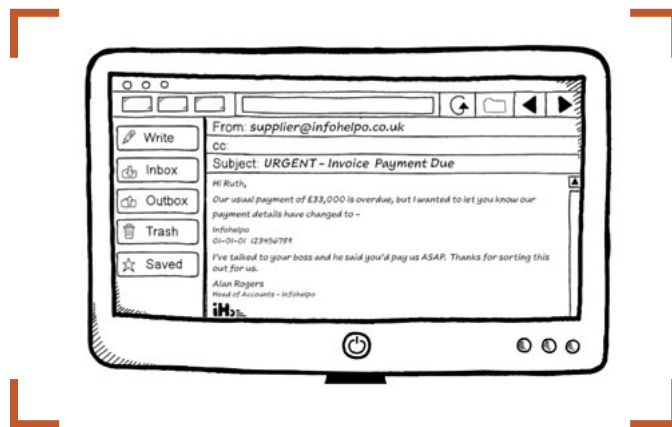 Write
Inbox
Outbox
Trash
Saved
From: supplier@infohelpo.co.uk
cc:
Subject: URGENT - Invoice Payment Due
Hi Ruth,
Our usual payment of £33,000 is overdue, but I wanted to let you know our
payment details have changed to -
Infohelpo
01-01-01 123456789
I've talked to your boss and he said you'd pay us ASAP. Thanks for sorting this
out for us.
Alan Rogers
Head of Accounts - Infohelpo
iH